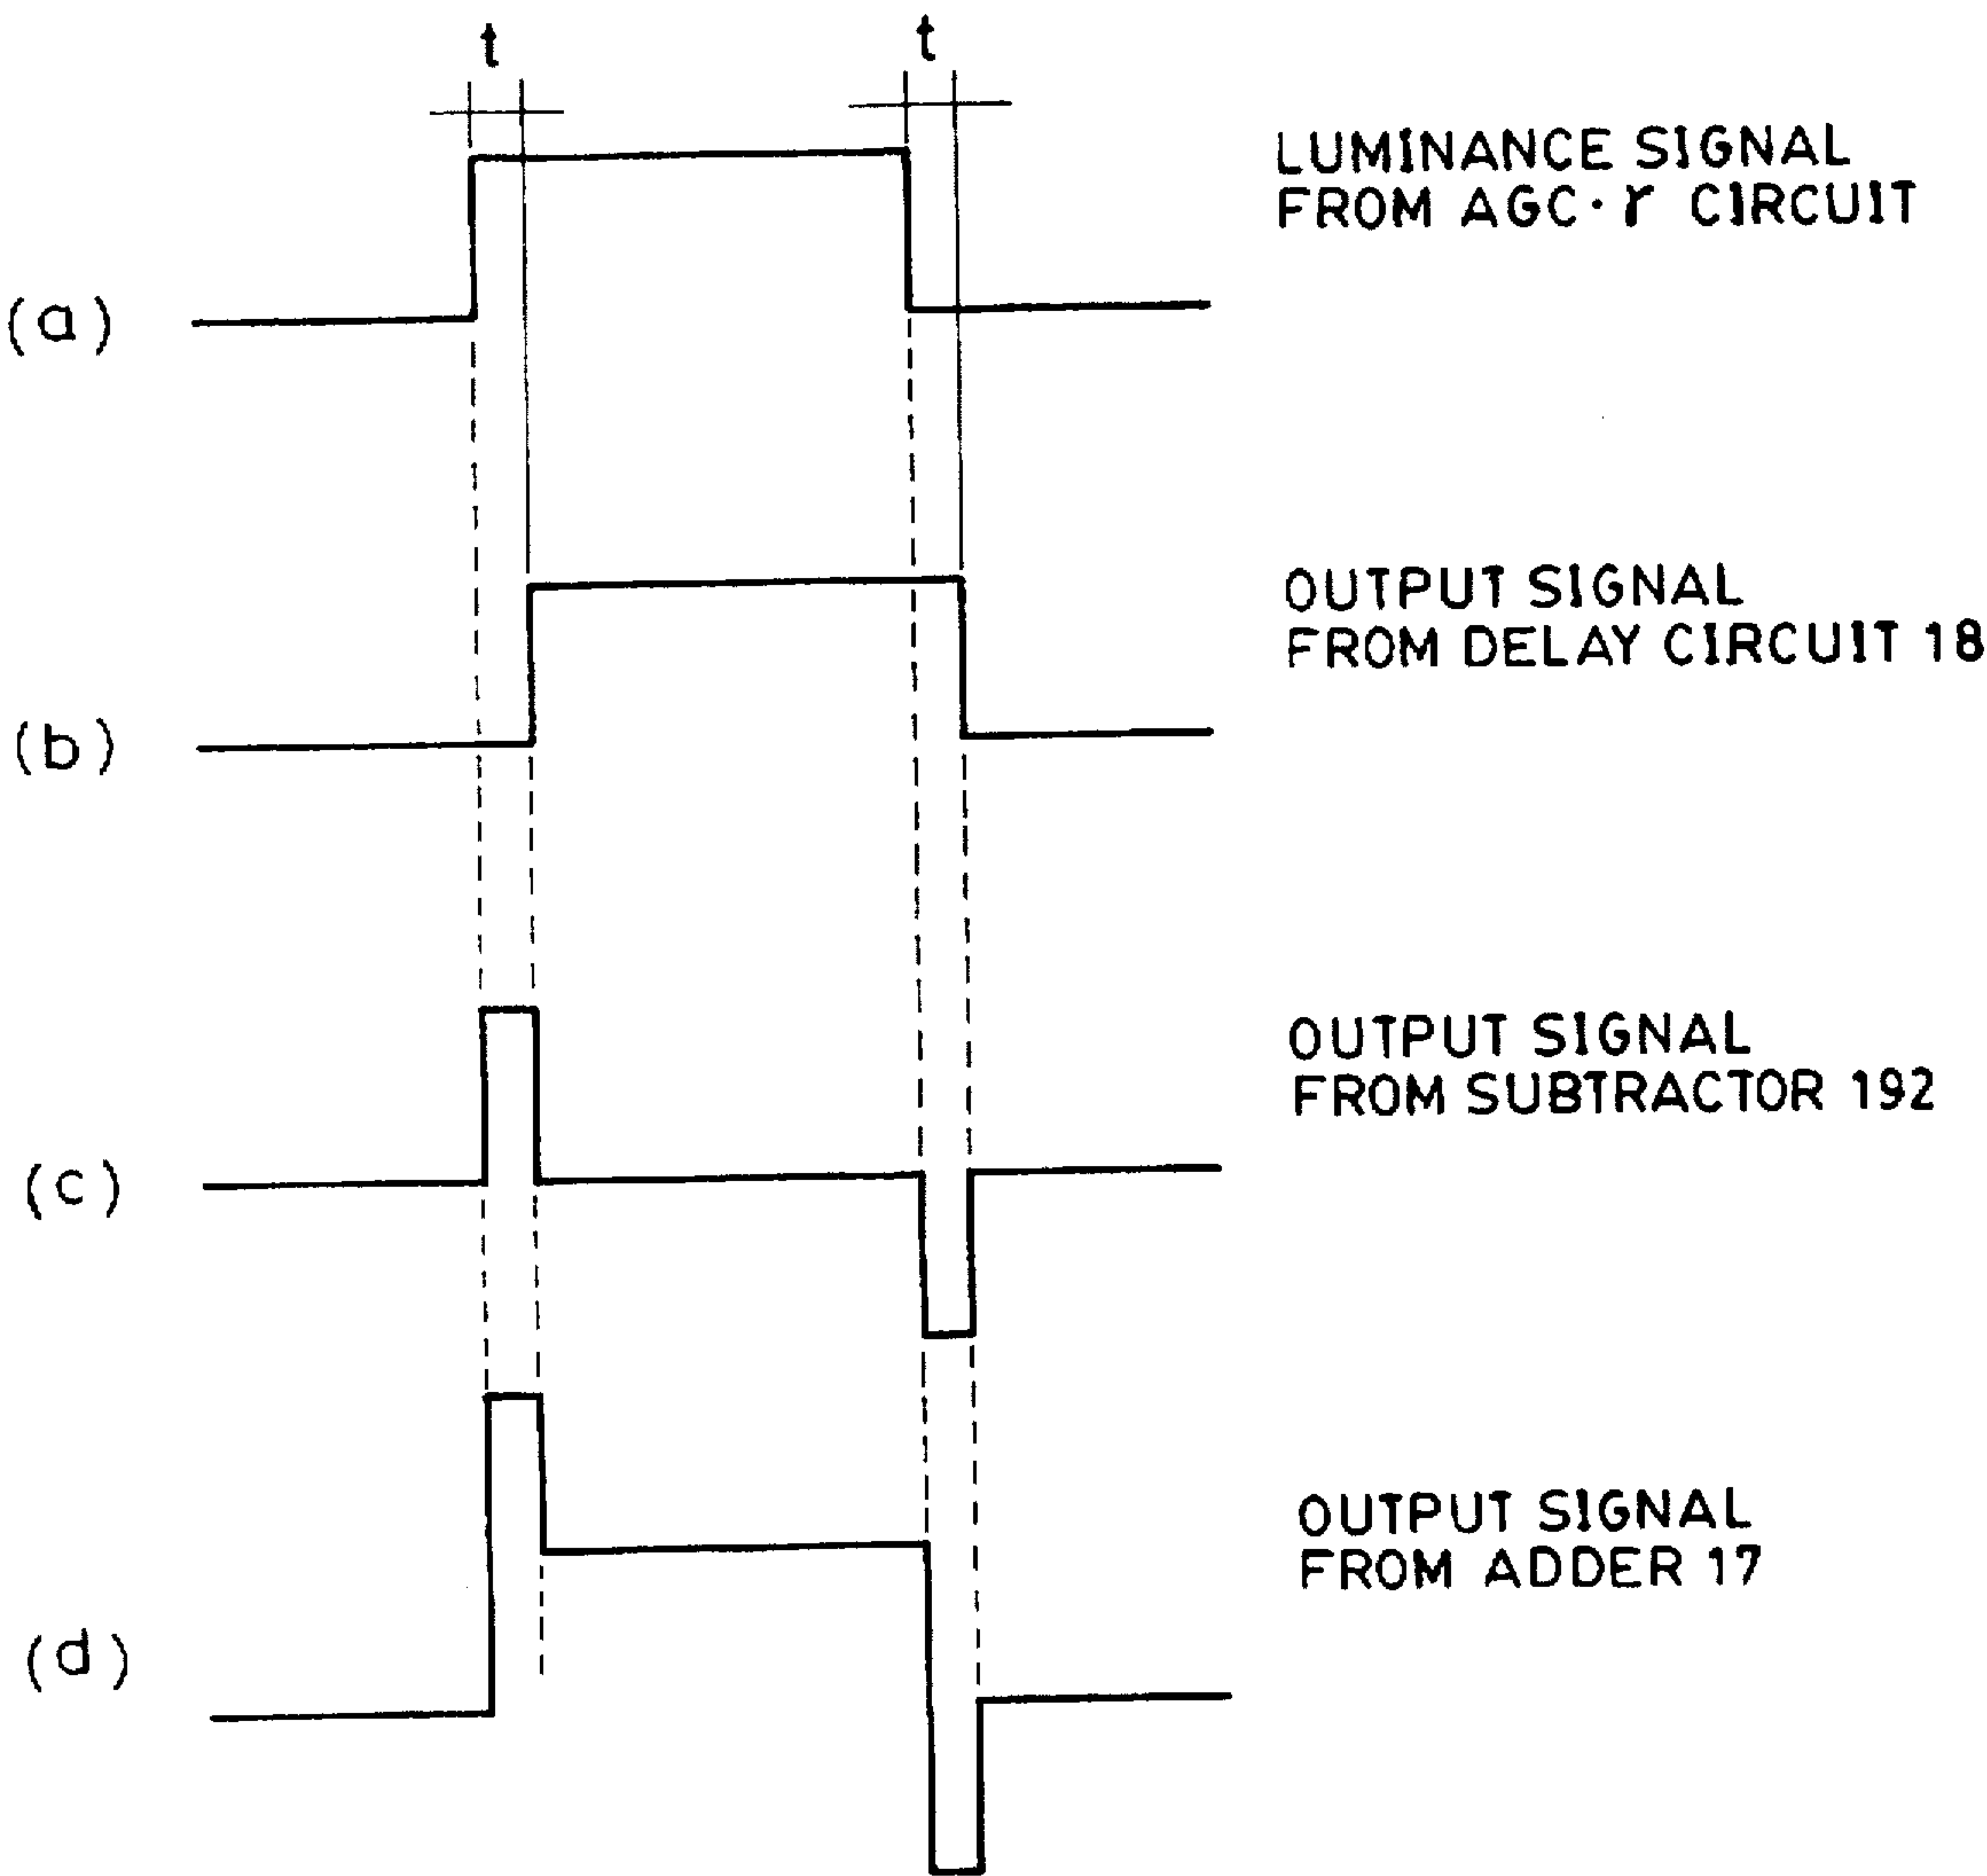 t
t
LUMINANCE SIGNAL
FROM AGC·γ CIRCUIT
(a)
OUTPUT SIGNAL
FROM DELAY CIRCUIT 18
(b)
OUTPUT SIGNAL
FROM SUBTRACTOR 192
(c)
OUTPUT SIGNAL
FROM ADDER 17
(d)